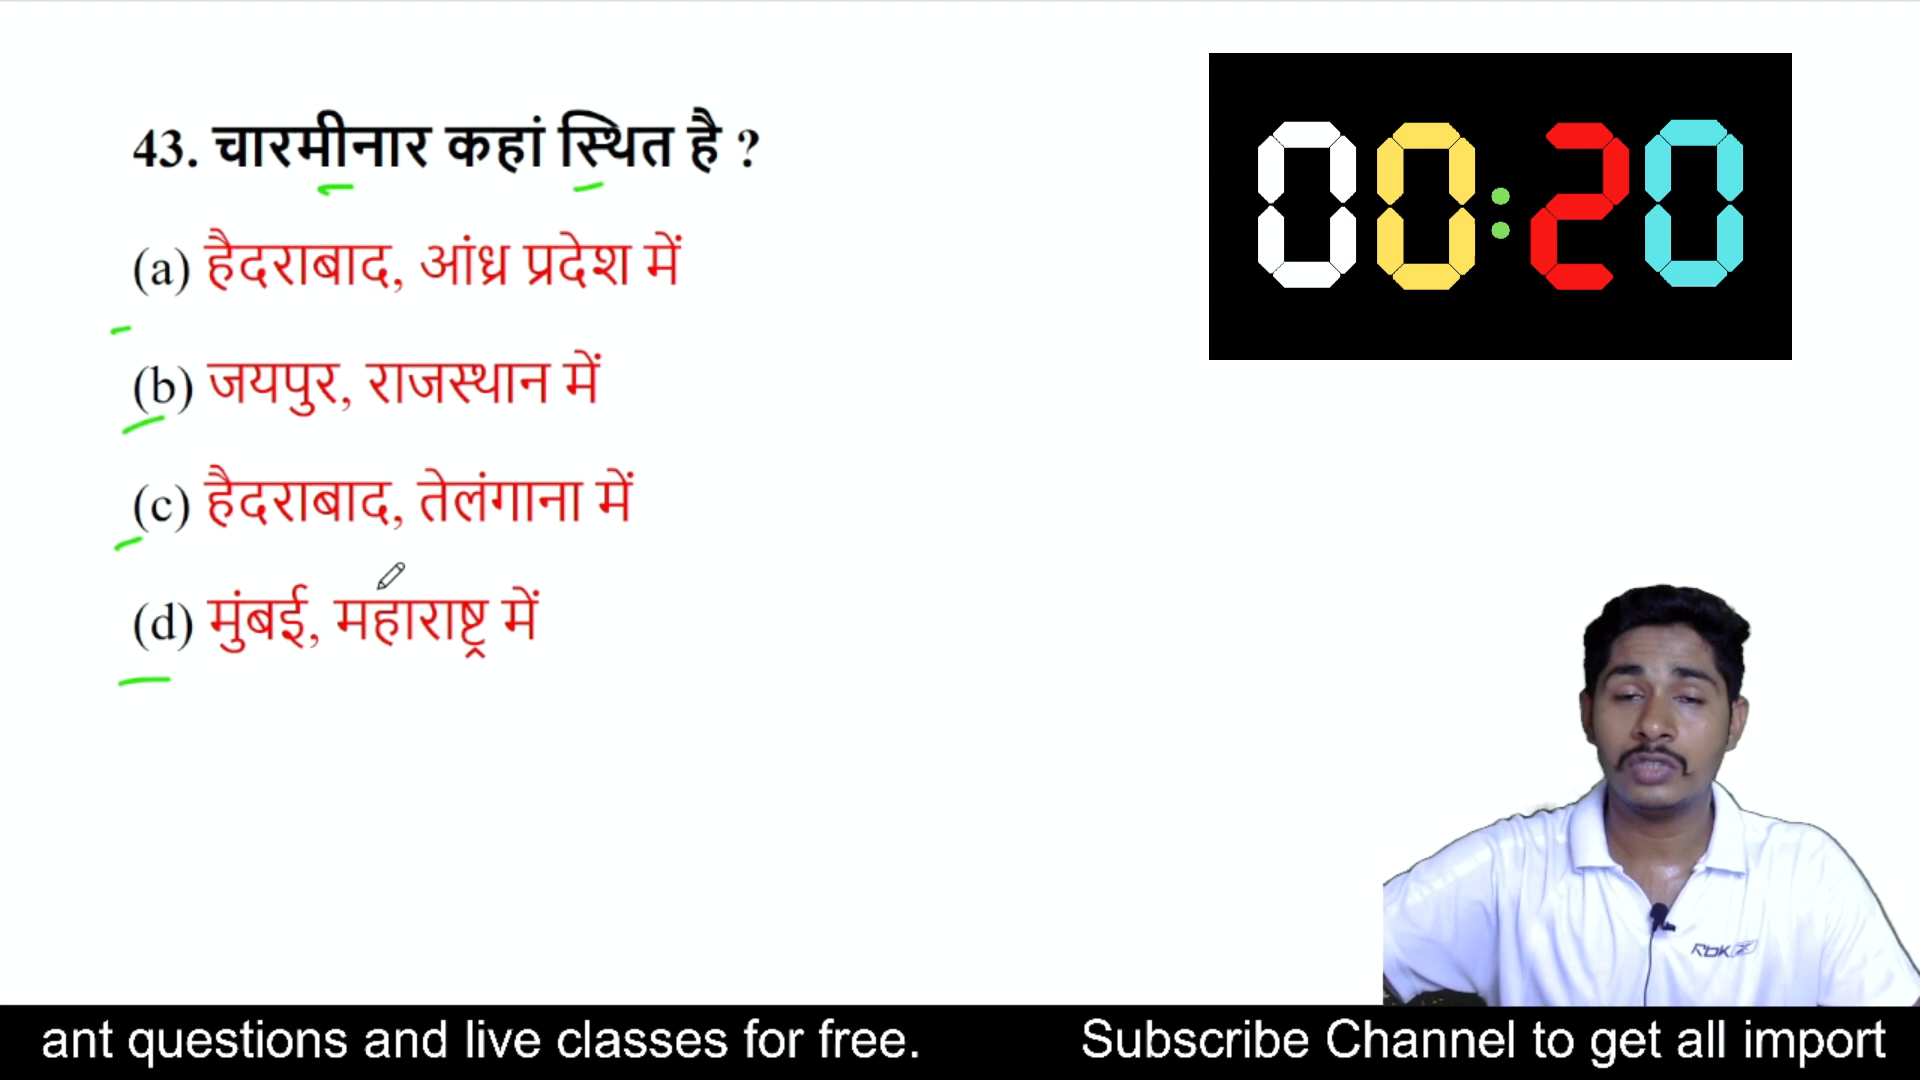 43. चारमीनार कहां स्थित है ?
(a) हैदराबाद, आंध्र प्रदेश में
(b) जयपुर, राजस्थान में
(c) हैदराबाद, तेलंगाना में
(d) मुंबई, महाराष्ट्र में
00:20
RbK
ant questions and live classes for free. Subscribe Channel to get all import